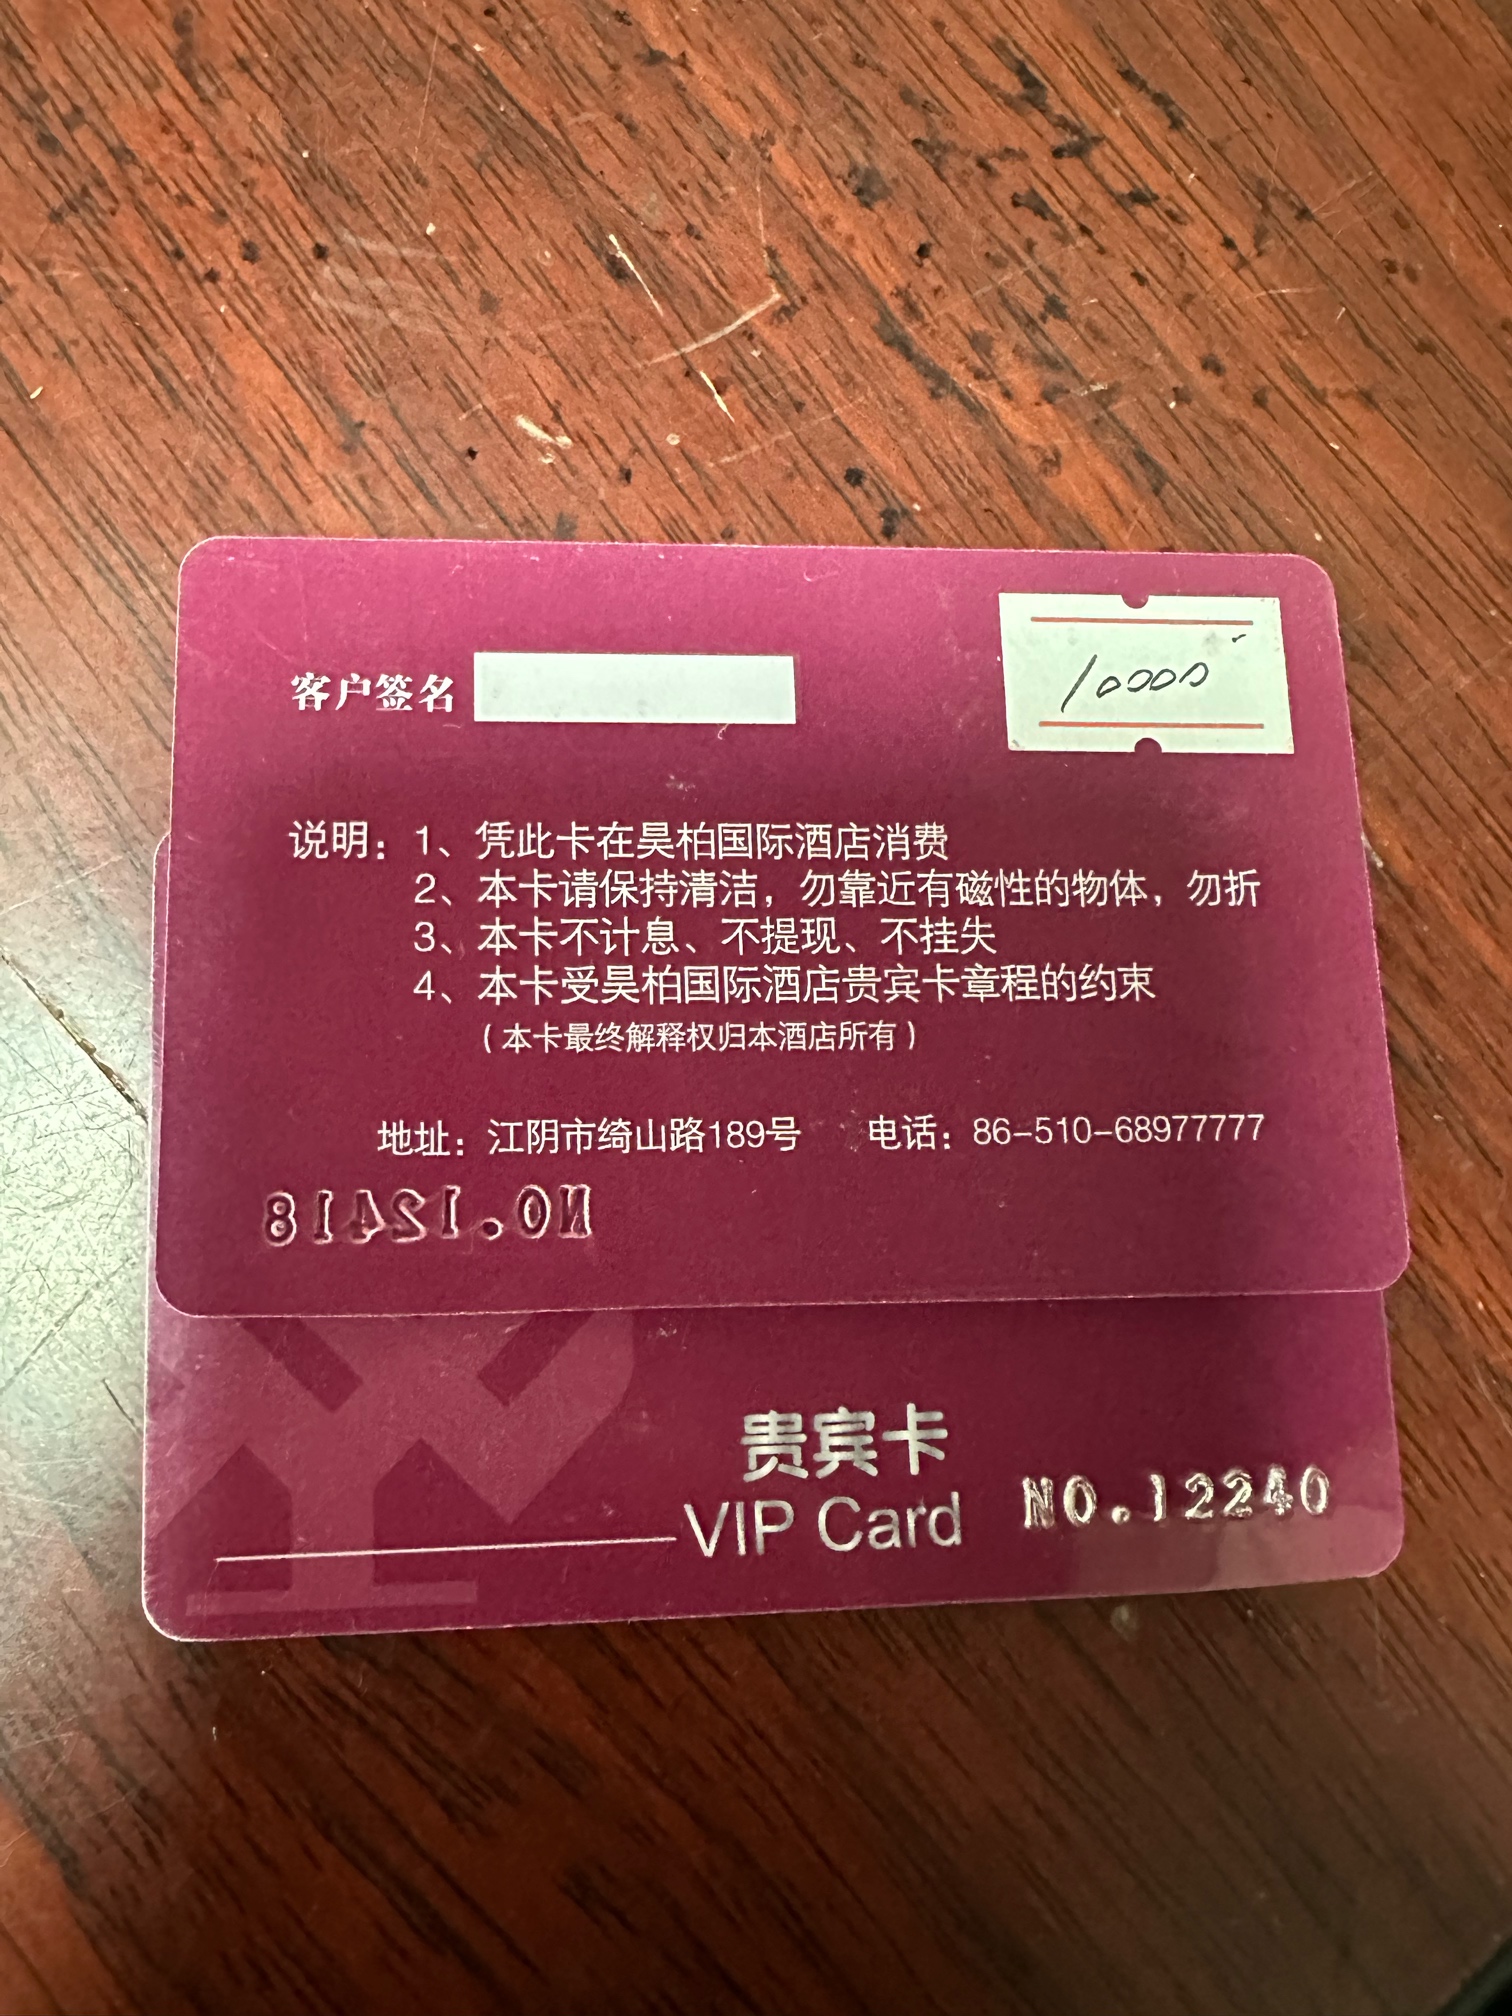 客户签名
10000
说明：1、凭此卡在昊柏国际酒店消费
2、本卡请保持清洁，勿靠近有磁性的物体，勿折
3、本卡不计息、不提现、不挂失
4、本卡受昊柏国际酒店贵宾卡章程的约束
（本卡最终解释权归本酒店所有）
地址：江阴市绮山路189号 电话：86-510-68977777
NO.12418
贵宾卡
VIP Card
NO.12240